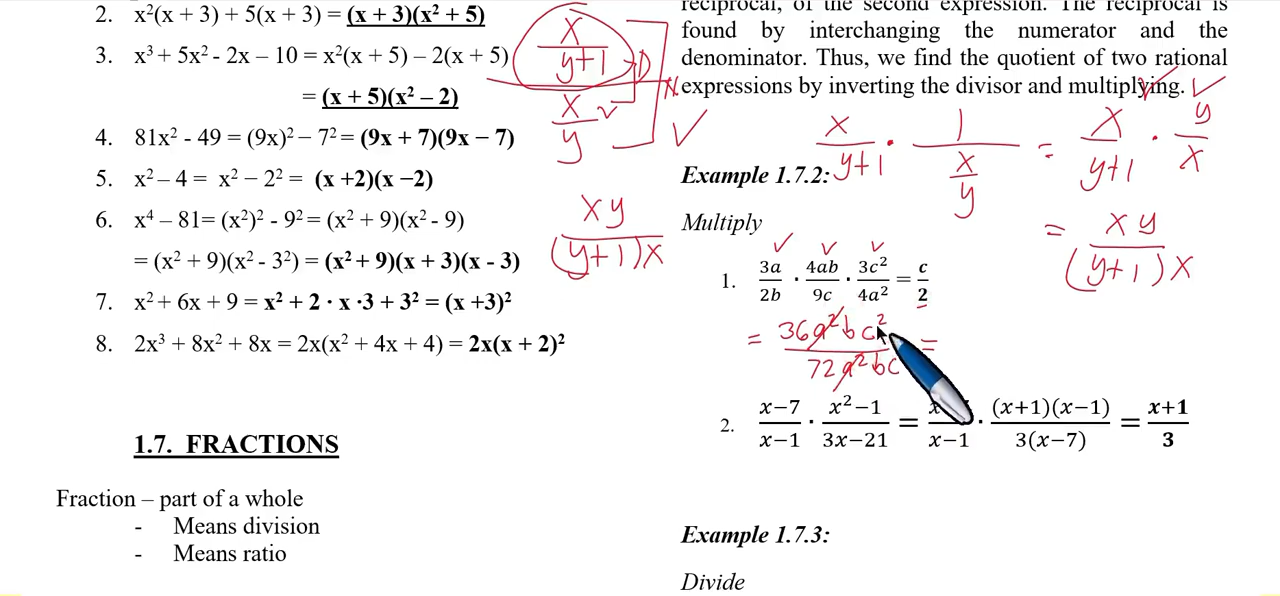 2. x²(x + 3) + 5(x + 3) = (x + 3)(x² + 5)
3. x³ + 5x² - 2x – 10 = x²(x + 5) – 2(x + 5)
= (x + 5)(x² – 2)
4. 81x² - 49 = (9x)² – 7² = (9x + 7)(9x – 7)
5. x² – 4 = x² – 2² = (x +2)(x –2)
6. x⁴ – 81= (x²)² - 9² = (x² + 9)(x² - 9)
= (x² + 9)(x² - 3²) = (x² + 9)(x + 3)(x - 3)
7. x² + 6x + 9 = x² + 2 · x ·3 + 3² = (x +3)²
8. 2x³ + 8x² + 8x = 2x(x² + 4x + 4) = 2x(x + 2)²
1.7. FRACTIONS
Fraction – part of a whole
- Means division
- Means ratio
x/(y+1) D
x/y N
xy/((y+1)x)
reciprocal, of the second expression. The reciprocal is
found by interchanging the numerator and the
denominator. Thus, we find the quotient of two rational
expressions by inverting the divisor and multiplying.
x/(y+1) · 1/(x/y) = x/(y+1) · y/x
= xy/((y+1)x)
Example 1.7.2:
Multiply
1. 3a/2b · 4ab/9c · 3c²/4a² = c/2
= 36a²bc²/72a²bc =
2. (x−7)/(x−1) · (x²−1)/(3x−21) = /(x−1) · (x+1)(x−1)/3(x−7) = (x+1)/3
Example 1.7.3:
Divide